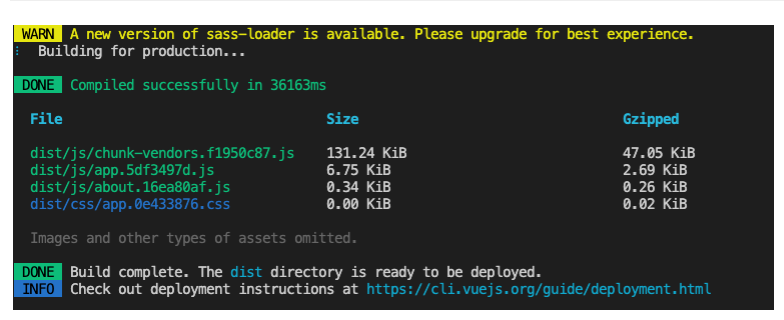 WARN A new version of sass-loader is available. Please upgrade for best experience.
Building for production...
DONE Compiled successfully in 36163ms
File Size Gzipped
dist/js/chunk-vendors.f1950c87.js 131.24 KiB 47.05 KiB
dist/js/app.5df3497d.js 6.75 KiB 2.69 KiB
dist/js/about.16ea80af.js 0.34 KiB 0.26 KiB
dist/css/app.0e433876.css 0.00 KiB 0.02 KiB
Images and other types of assets omitted.
DONE Build complete. The dist directory is ready to be deployed.
INFO Check out deployment instructions at https://cli.vuejs.org/guide/deployment.html